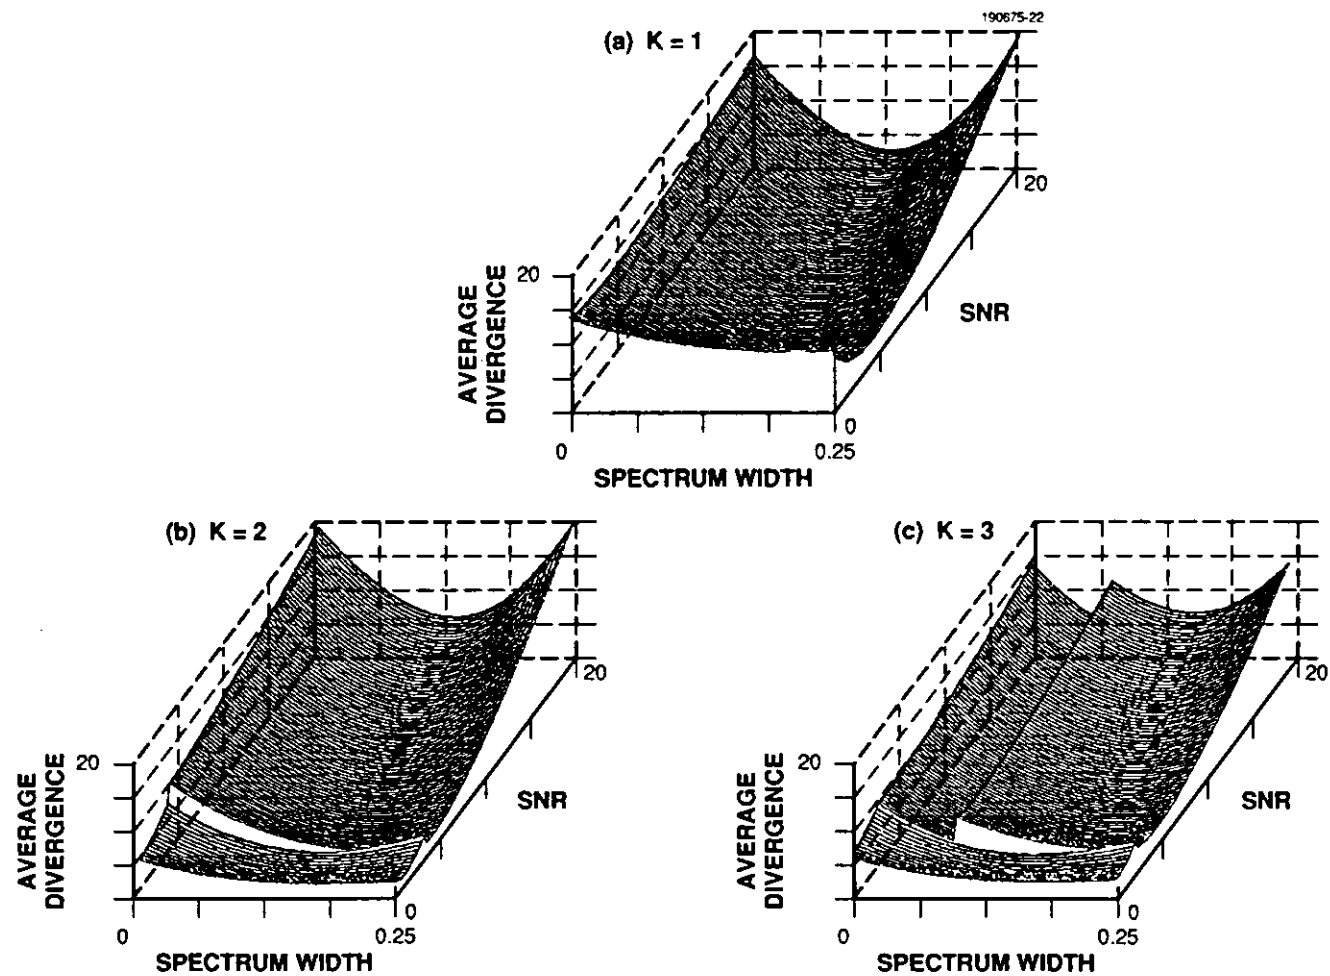 190675-22
(a) K = 1
20
20
AVERAGE
DIVERGENCE
SNR
0
0
0.25
SPECTRUM WIDTH
(b) K = 2
20
20
AVERAGE
DIVERGENCE
SNR
0
0
0.25
SPECTRUM WIDTH
(c) K = 3
20
20
AVERAGE
DIVERGENCE
SNR
0
0
0.25
SPECTRUM WIDTH